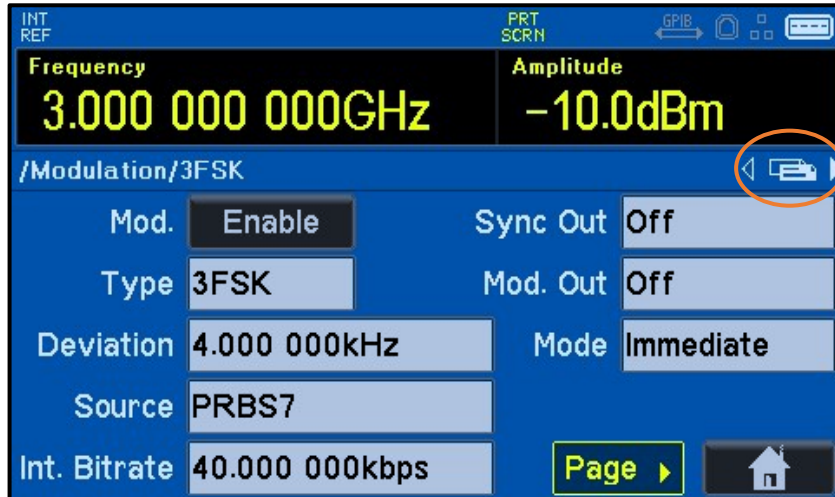 INT
REF
PRT
SCRN
GPIB
Frequency
3.000 000 000GHz
Amplitude
-10.0dBm
/Modulation/3FSK
Mod. Enable
Sync Out Off
Type 3FSK
Mod. Out Off
Deviation 4.000 000kHz
Mode Immediate
Source PRBS7
Int. Bitrate 40.000 000kbps
Page